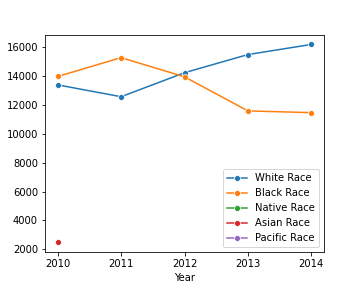 16000
14000
12000
10000
8000
6000
4000
2000
White Race
Black Race
Native Race
Asian Race
Pacific Race
2010 2011 2012 2013 2014
Year